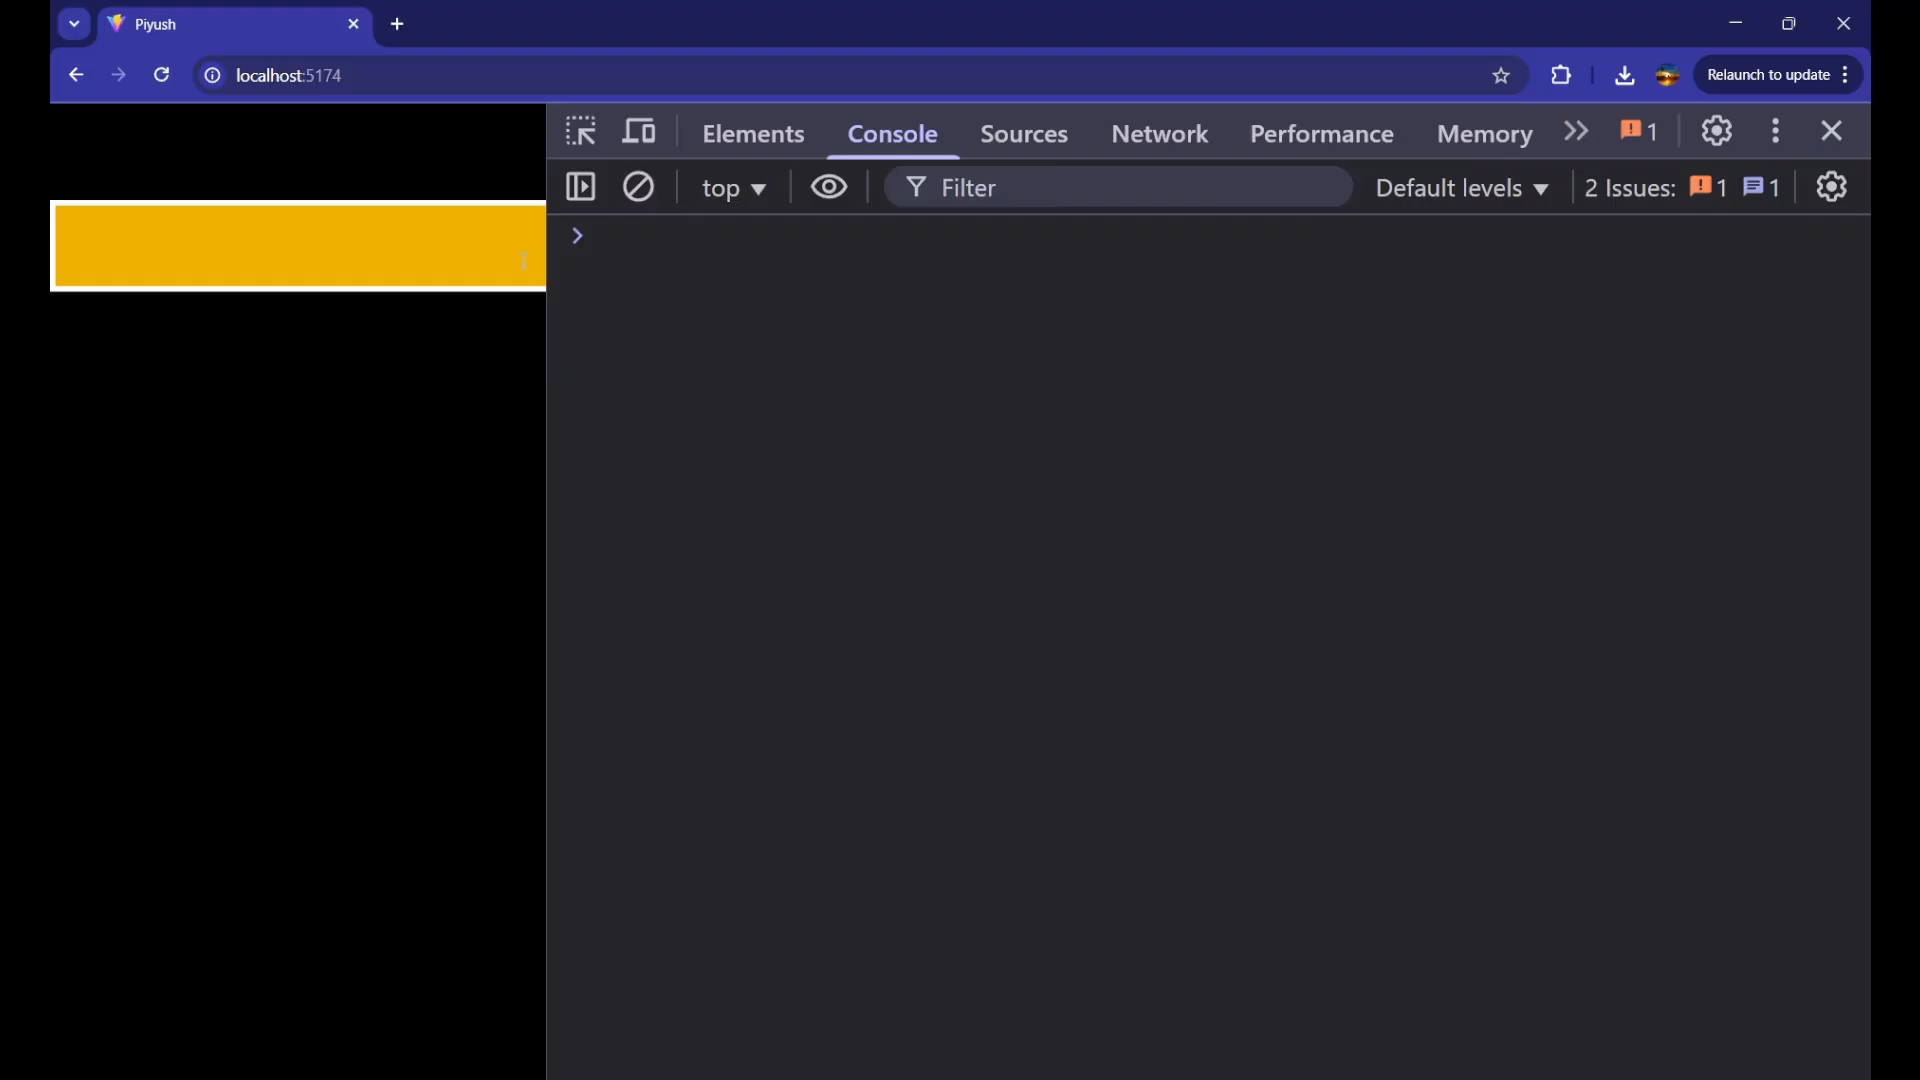 Piyush
localhost:5174
Relaunch to update
Elements Console Sources Network Performance Memory 1
top Filter Default levels 2 Issues: 1 1